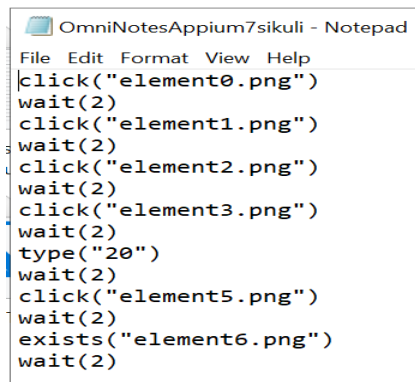 OmniNotesAppium7sikuli - Notepad
File Edit Format View Help
click("element0.png")
wait(2)
click("element1.png")
wait(2)
click("element2.png")
wait(2)
click("element3.png")
wait(2)
type("20")
wait(2)
click("element5.png")
wait(2)
exists("element6.png")
wait(2)